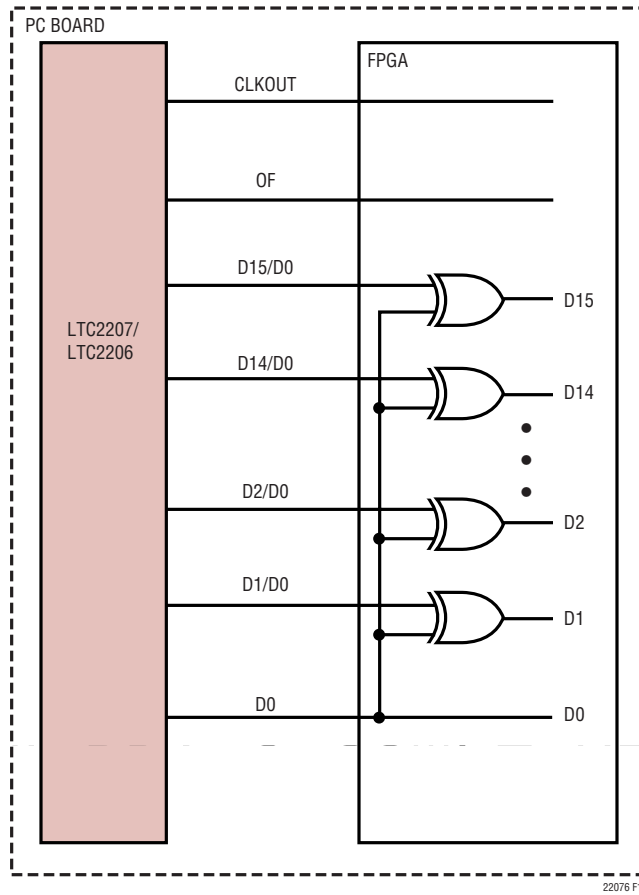 PC BOARD
FPGA
CLKOUT
OF
D15/D0
D15
LTC2207/
LTC2206
D14/D0
D14
D2/D0
D2
D1/D0
D1
D0
D0